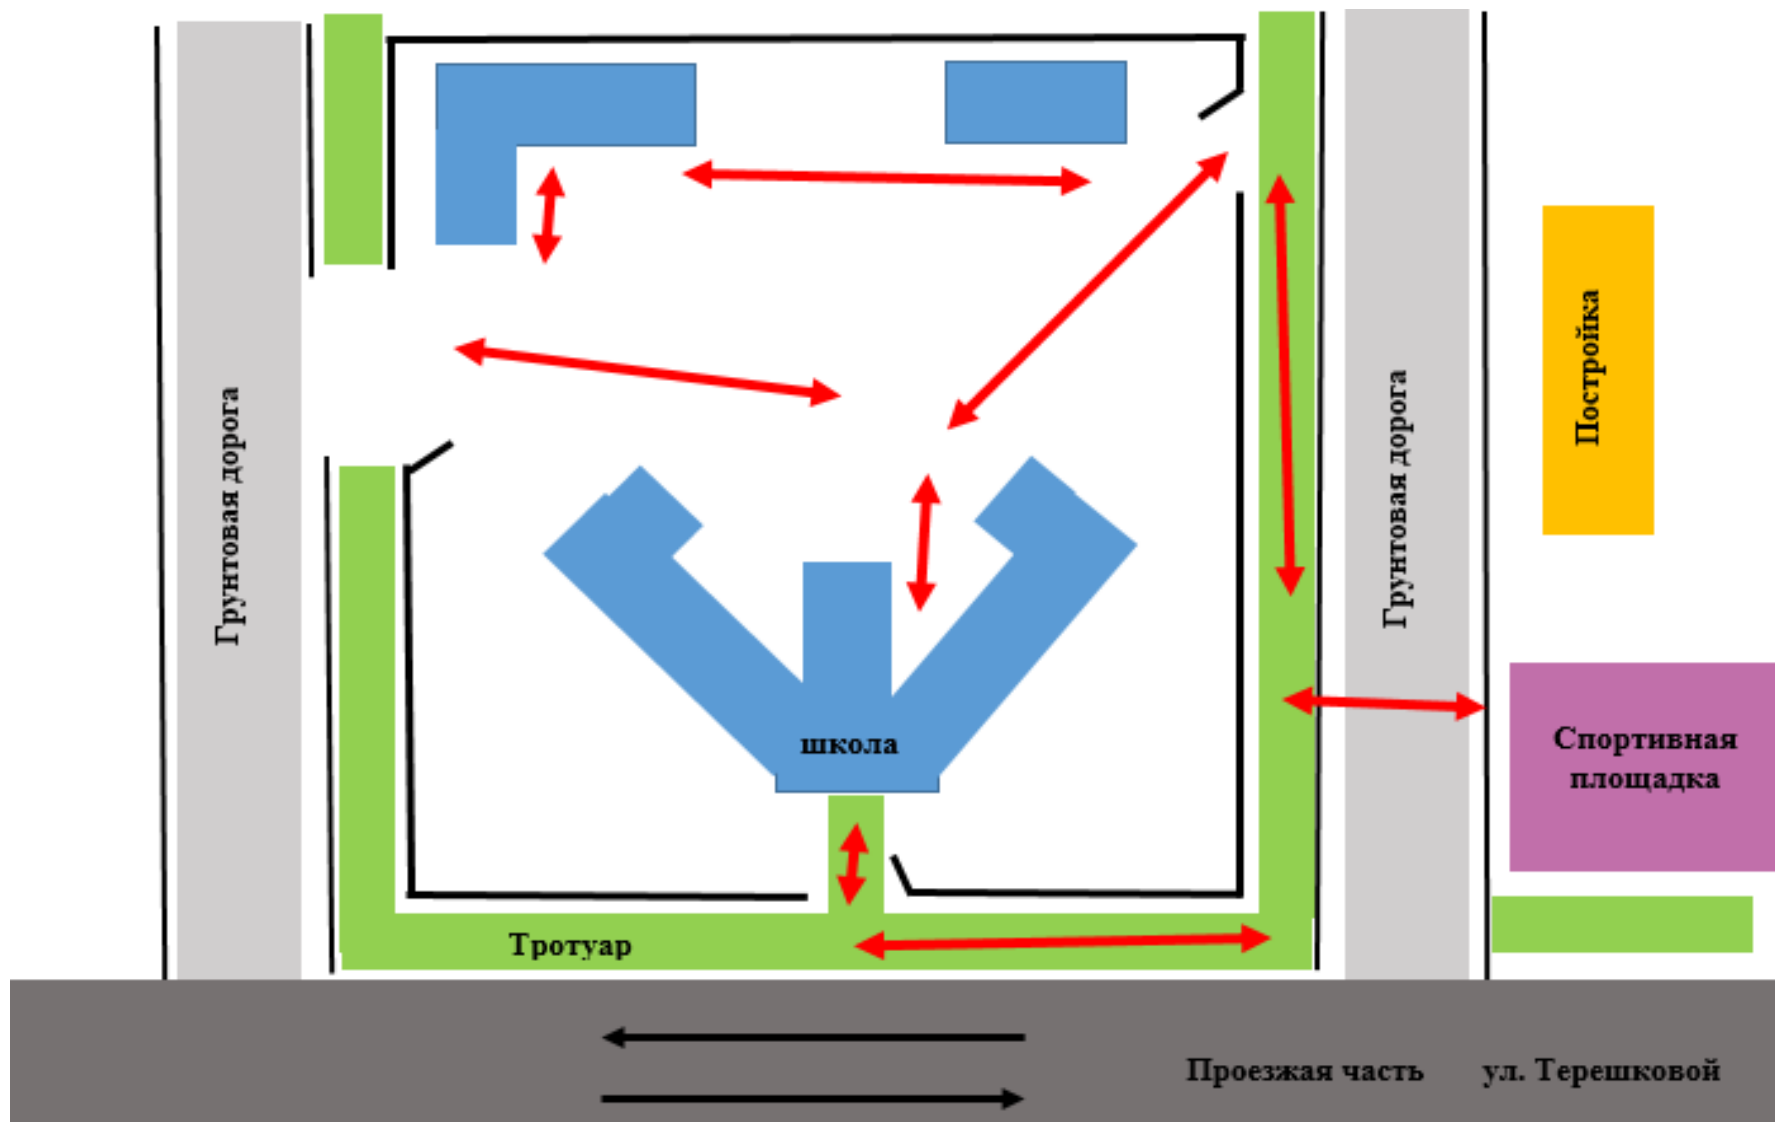 Грунтовая дорога
Грунтовая дорога
Постройка
школа
Спортивная
площадка
Тротуар
Проезжая часть ул. Терешковой